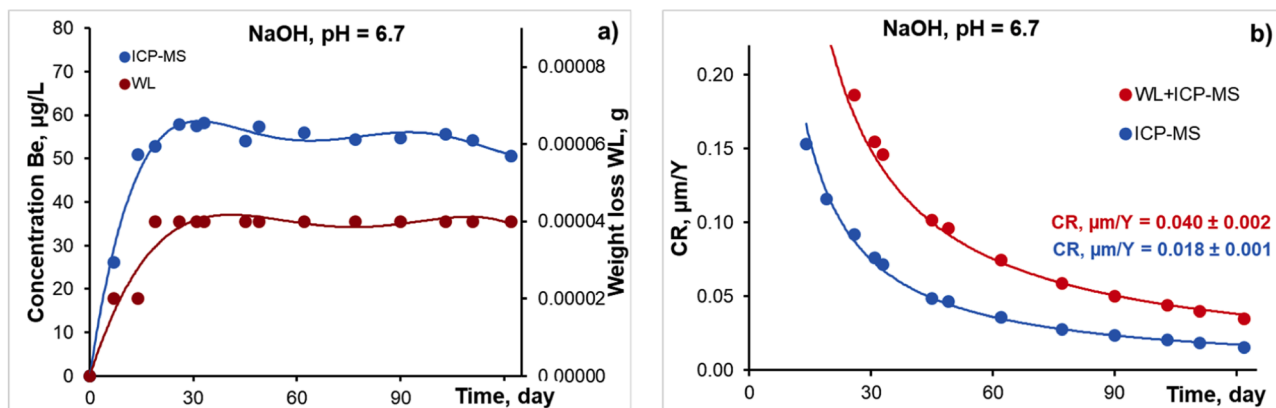 NaOH, pH = 6.7
a)
ICP-MS
WL
Concentration Be, µg/L
80
70
60
50
40
30
20
10
0
Weight loss WL, g
0.00008
0.00006
0.00004
0.00002
0.00000
0
30
60
90
Time, day
NaOH, pH = 6.7
b)
WL+ICP-MS
ICP-MS
CR, µm/Y
0.20
0.15
0.10
0.05
0.00
CR, µm/Y = 0.040 ± 0.002
CR, µm/Y = 0.018 ± 0.001
0
30
60
90
Time, day